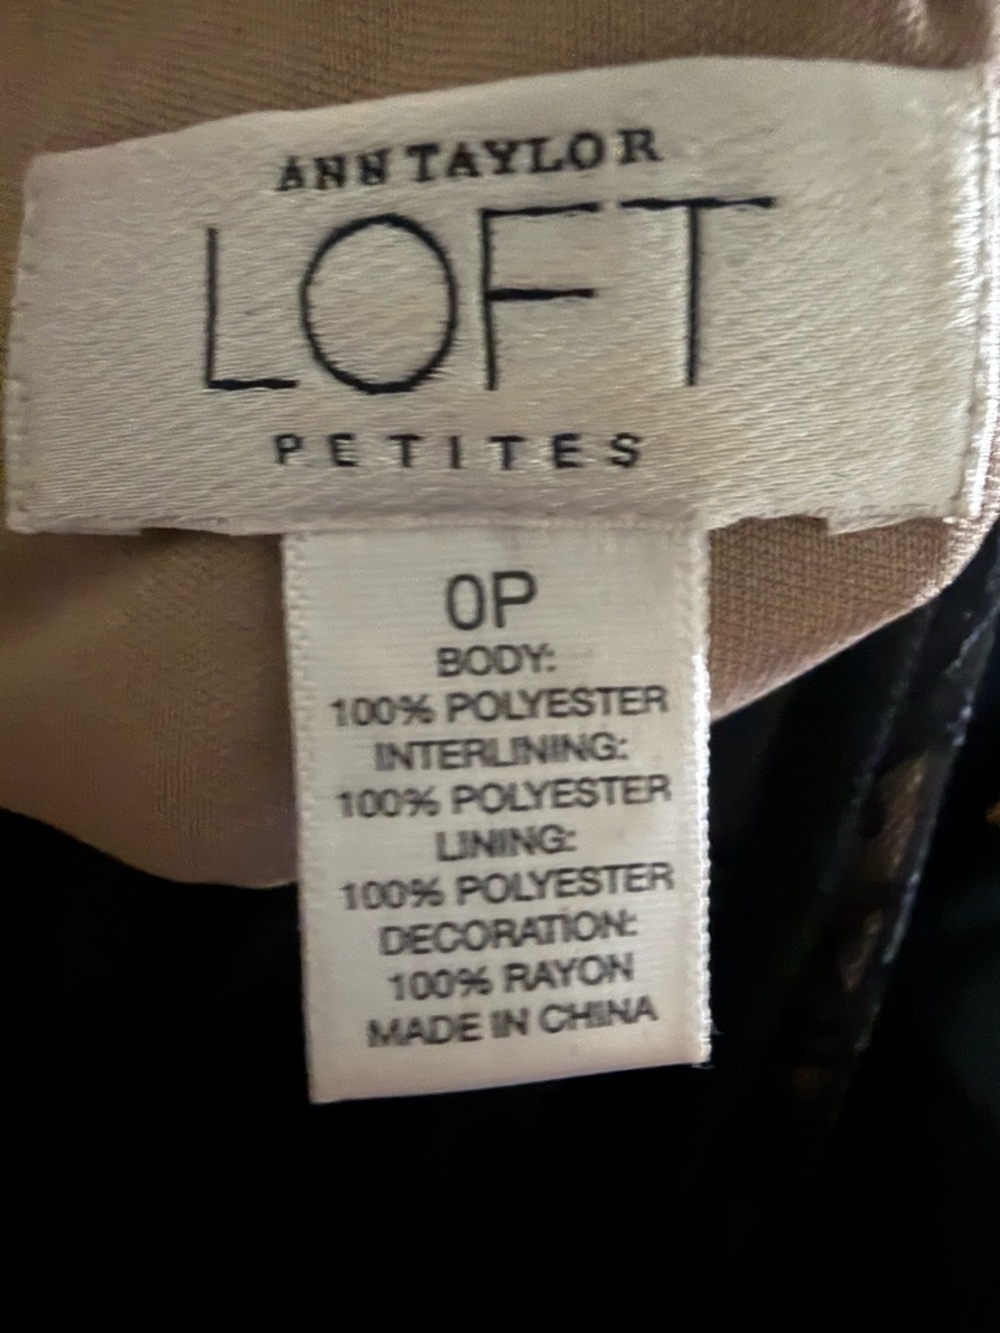 ANN TAYLOR
LOFT
PETITES
0P
BODY:
100% POLYESTER
INTERLINING:
100% POLYESTER
LINING:
100% POLYESTER
DECORATION:
100% RAYON
MADE IN CHINA